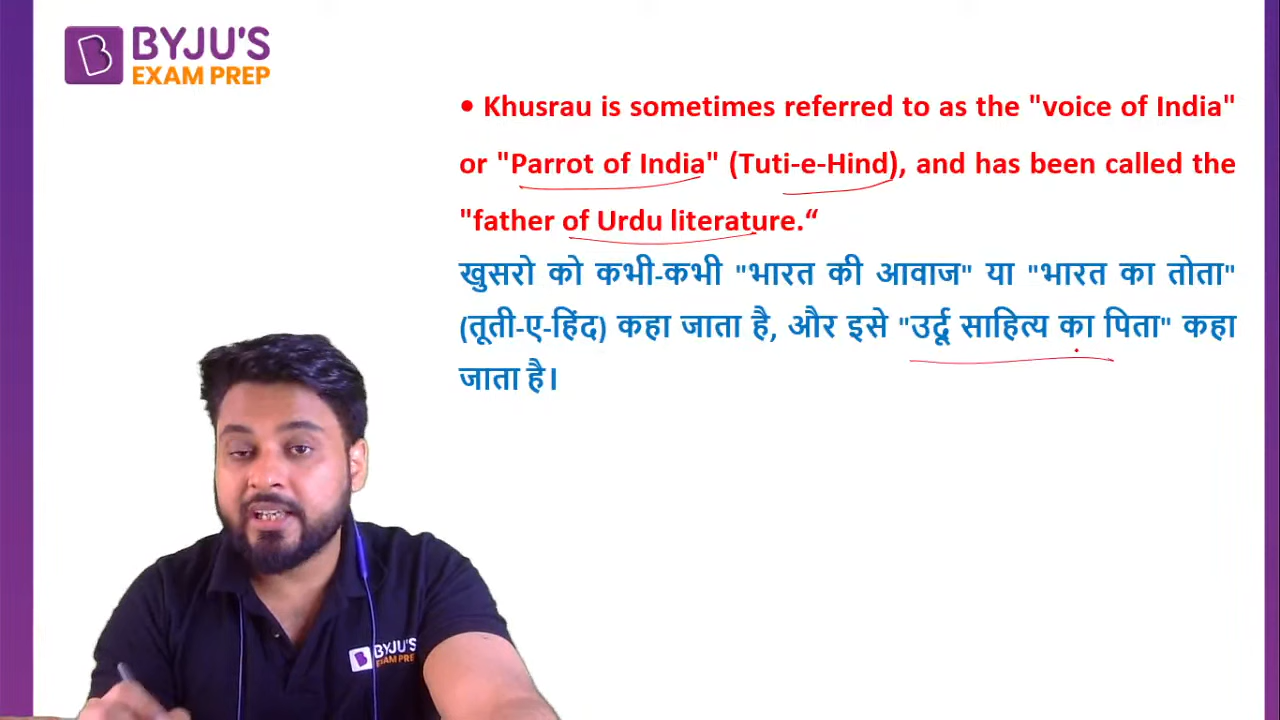 BYJU'S
EXAM PREP
• Khusrau is sometimes referred to as the "voice of India"
or "Parrot of India" (Tuti-e-Hind), and has been called the
"father of Urdu literature.“
खुसरो को कभी-कभी "भारत की आवाज" या "भारत का तोता"
(तूती-ए-हिंद) कहा जाता है, और इसे "उर्दू साहित्य का पिता" कहा
जाता है।
BYJU'S
EXAM PREP